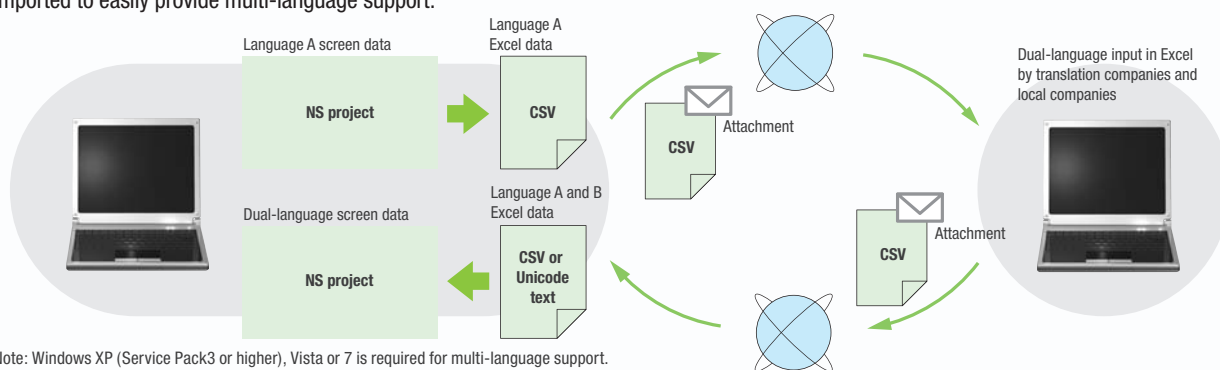 to easily provide multi-language support.
Language A screen data
NS project
Language A
Excel data
CSV
CSV
Attachment
Dual-language input in Excel
by translation companies and
local companies
CSV
Attachment
Language A and B
Excel data
CSV or
Unicode
text
Dual-language screen data
NS project
Windows XP (Service Pack3 or higher), Vista or 7 is required for multi-language support.